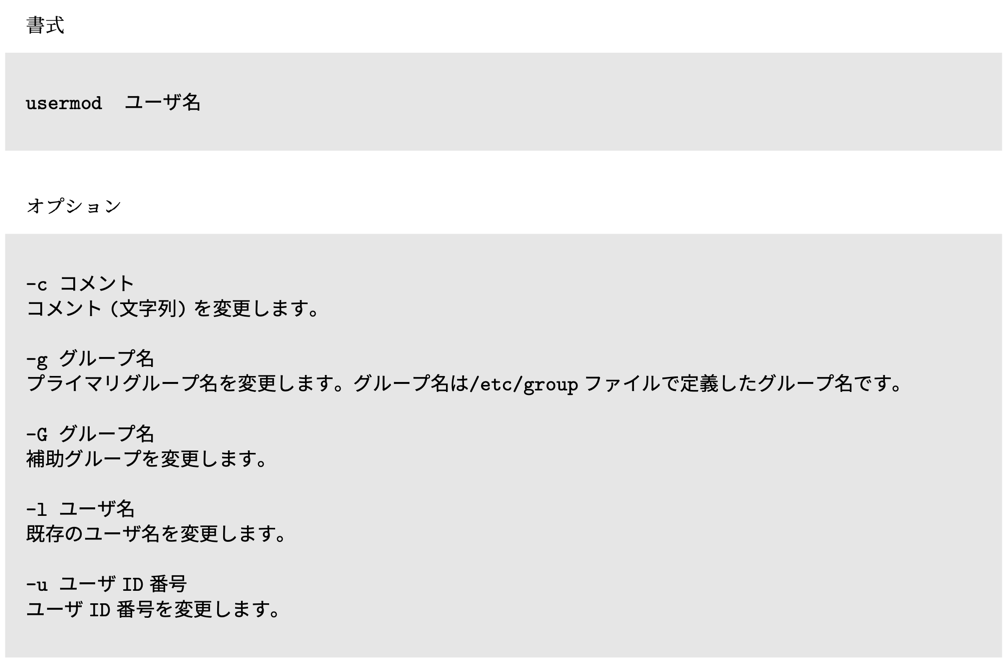 書式
usermod ユーザ名
オプション
-c コメント
コメント (文字列) を変更します。
-g グループ名
プライマリグループ名を変更します。グループ名は/etc/group ファイルで定義したグループ名です。
-G グループ名
補助グループを変更します。
-l ユーザ名
既存のユーザ名を変更します。
-u ユーザ ID 番号
ユーザ ID 番号を変更します。